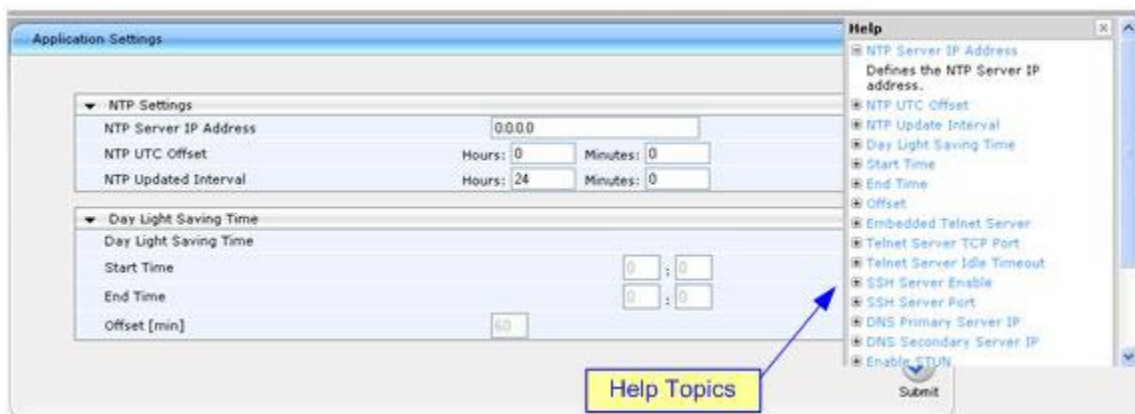 Application Settings
NTP Settings
NTP Server IP Address 0.0.0.0
NTP UTC Offset Hours: 0 Minutes: 0
NTP Updated Interval Hours: 24 Minutes: 0
Day Light Saving Time
Day Light Saving Time
Start Time 0 : 0
End Time 0 : 0
Offset [min] 60
Help
NTP Server IP Address
Defines the NTP Server IP
address.
NTP UTC Offset
NTP Update Interval
Day Light Saving Time
Start Time
End Time
Offset
Embedded Telnet Server
Telnet Server TCP Port
Telnet Server Idle Timeout
SSH Server Enable
SSH Server Port
DNS Primary Server IP
DNS Secondary Server IP
Enable STUN
Help Topics
Submit